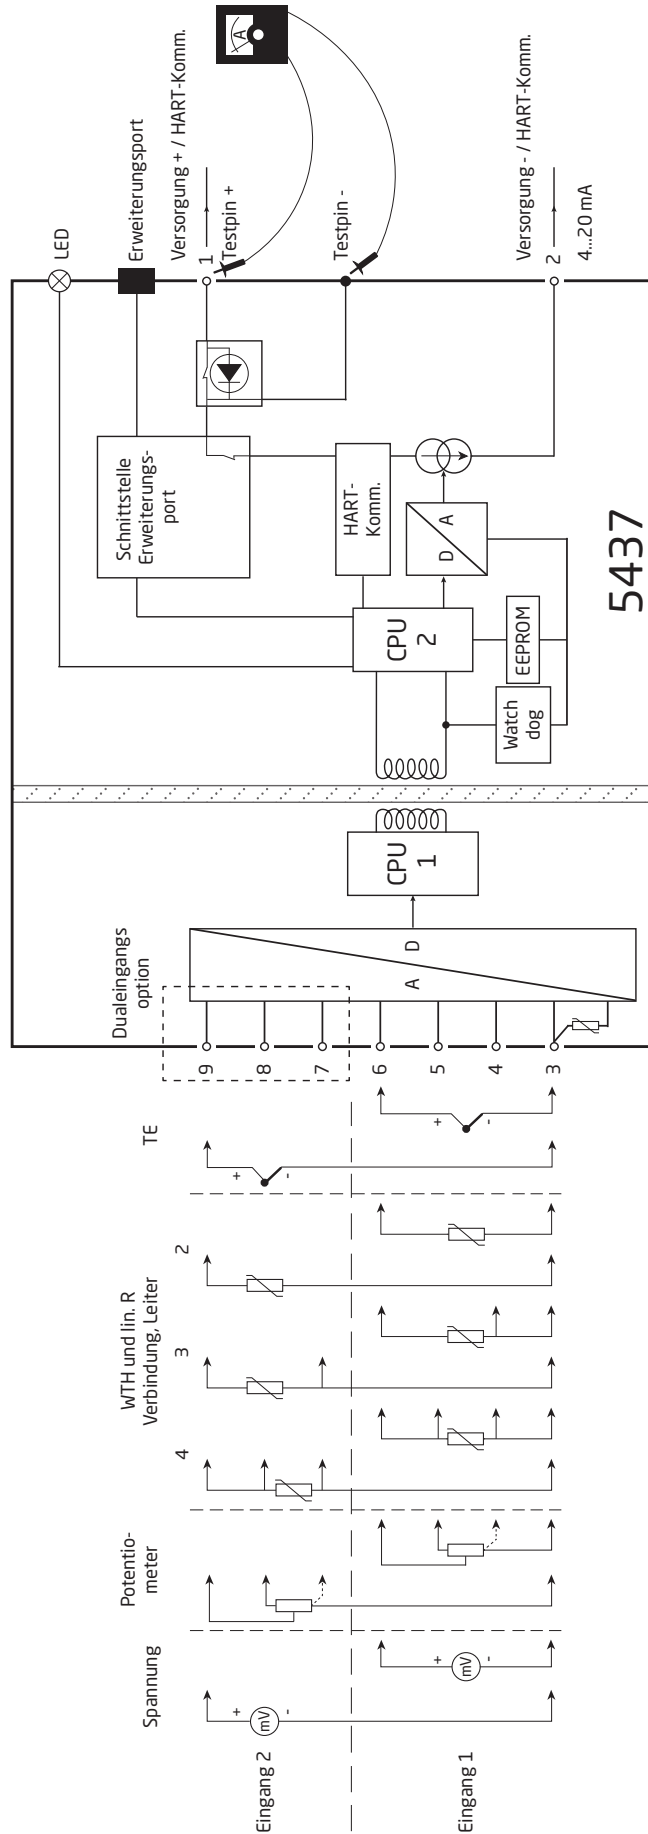 Spannung
Potentio-
meter
WTH und lin. R
Verbindung, Leiter
4
3
2
TE
Dualeingangs
option
Eingang 2
Eingang 1
mV
+
-
mV
+
-
+
-
+
-
9
8
7
6
5
4
3
A
D
CPU
1
CPU
2
Watch
dog
EEPROM
D
A
HART-
Komm.
Schnittstelle
Erweiterungs-
port
LED
Erweiterungsport
Versorgung + / HART-Komm.
1
Testpin +
Testpin -
A
Versorgung - / HART-Komm.
2
4...20 mA
5437